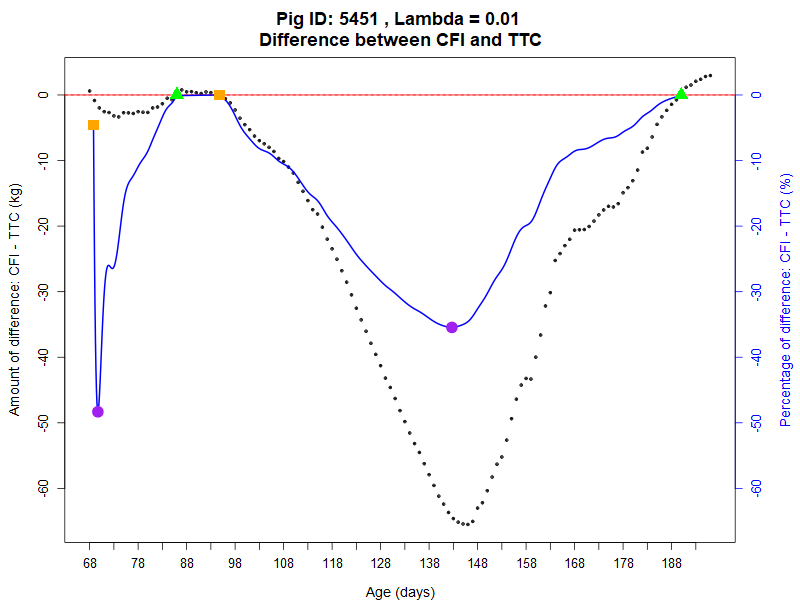 Pig ID: 5451 , Lambda = 0.01
Difference between CFI and TTC
Amount of difference: CFI - TTC (kg)
0
-10
-20
-30
-40
-50
-60
0
-10
-20
-30
-40
-50
-60
Percentage of difference: CFI - TTC (%)
68 78 88 98 108 118 128 138 148 158 168 178 188
Age (days)